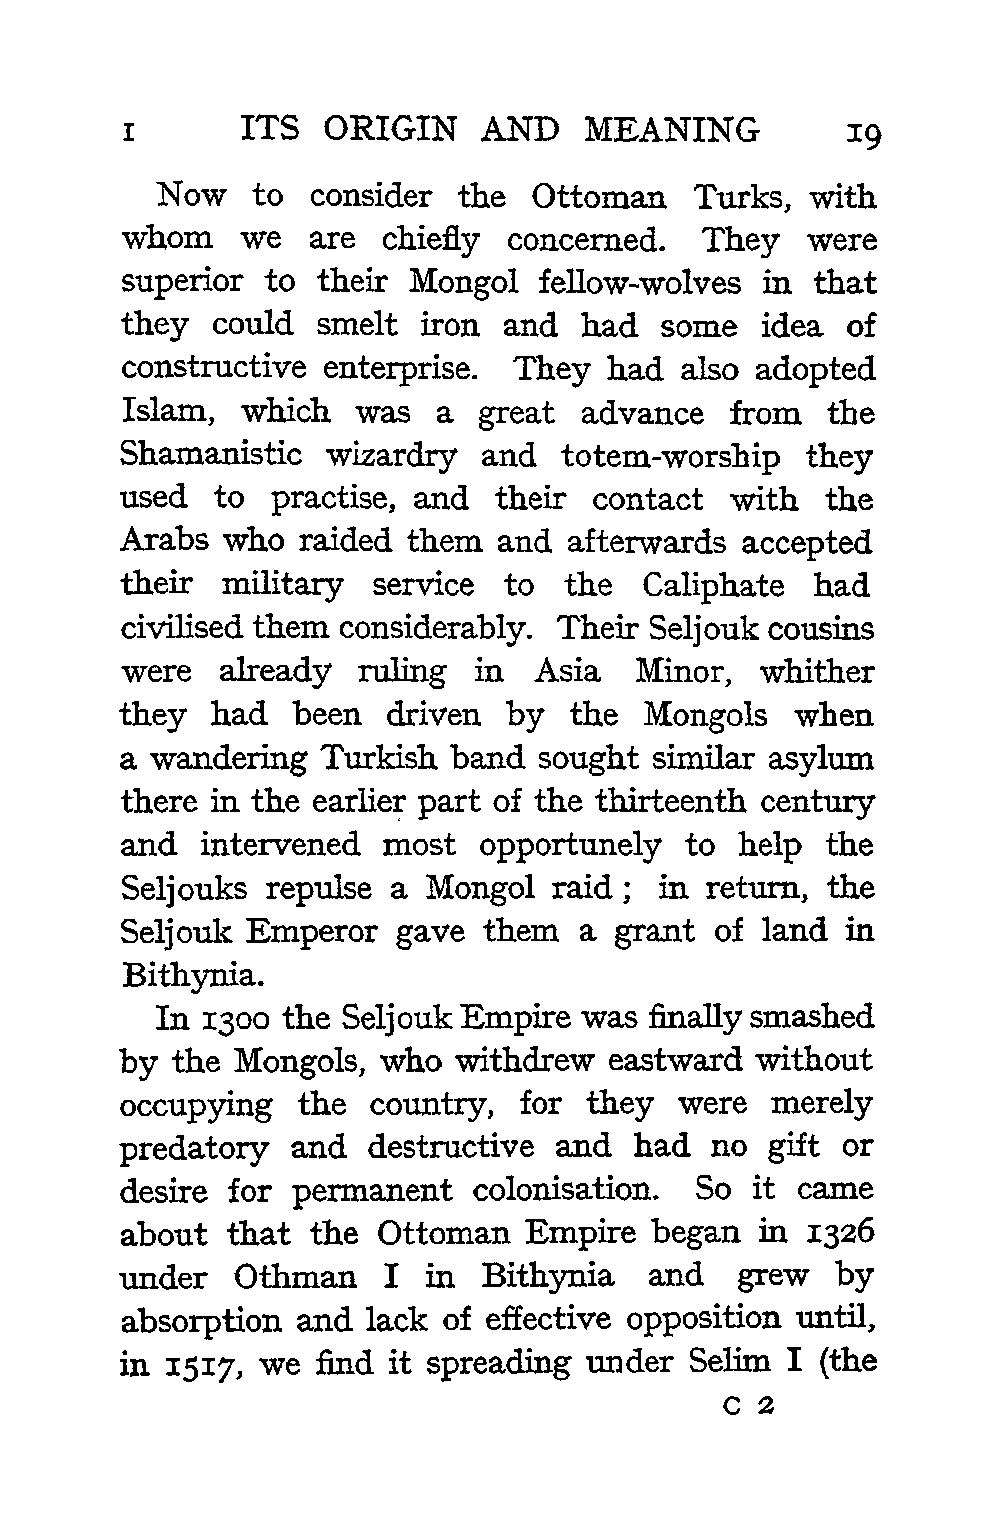 I ITS ORIGIN AND MEANING 19
Now to consider the Ottoman Turks, with
whom we are chiefly concerned. They were
superior to their Mongol fellow-wolves in that
they could smelt iron and had some idea of
constructive enterprise. They had also adopted
Islam, which was a great advance from the
Shamanistic wizardry and totem-worship they
used to practise, and their contact with the
Arabs who raided them and afterwards accepted
their military service to the Caliphate had
civilised them considerably. Their Seljouk cousins
were already ruling in Asia Minor, whither
they had been driven by the Mongols when
a wandering Turkish band sought similar asylum
there in the earlier part of the thirteenth century
and intervened most opportunely to help the
Seljouks repulse a Mongol raid ; in return, the
Seljouk Emperor gave them a grant of land in
Bithynia.
In 1300 the Seljouk Empire was finally smashed
by the Mongols, who withdrew eastward without
occupying the country, for they were merely
predatory and destructive and had no gift or
desire for permanent colonisation. So it came
about that the Ottoman Empire began in 1326
under Othman I in Bithynia and grew by
absorption and lack of effective opposition until,
in 1517, we find it spreading under Selim I (the
C 2